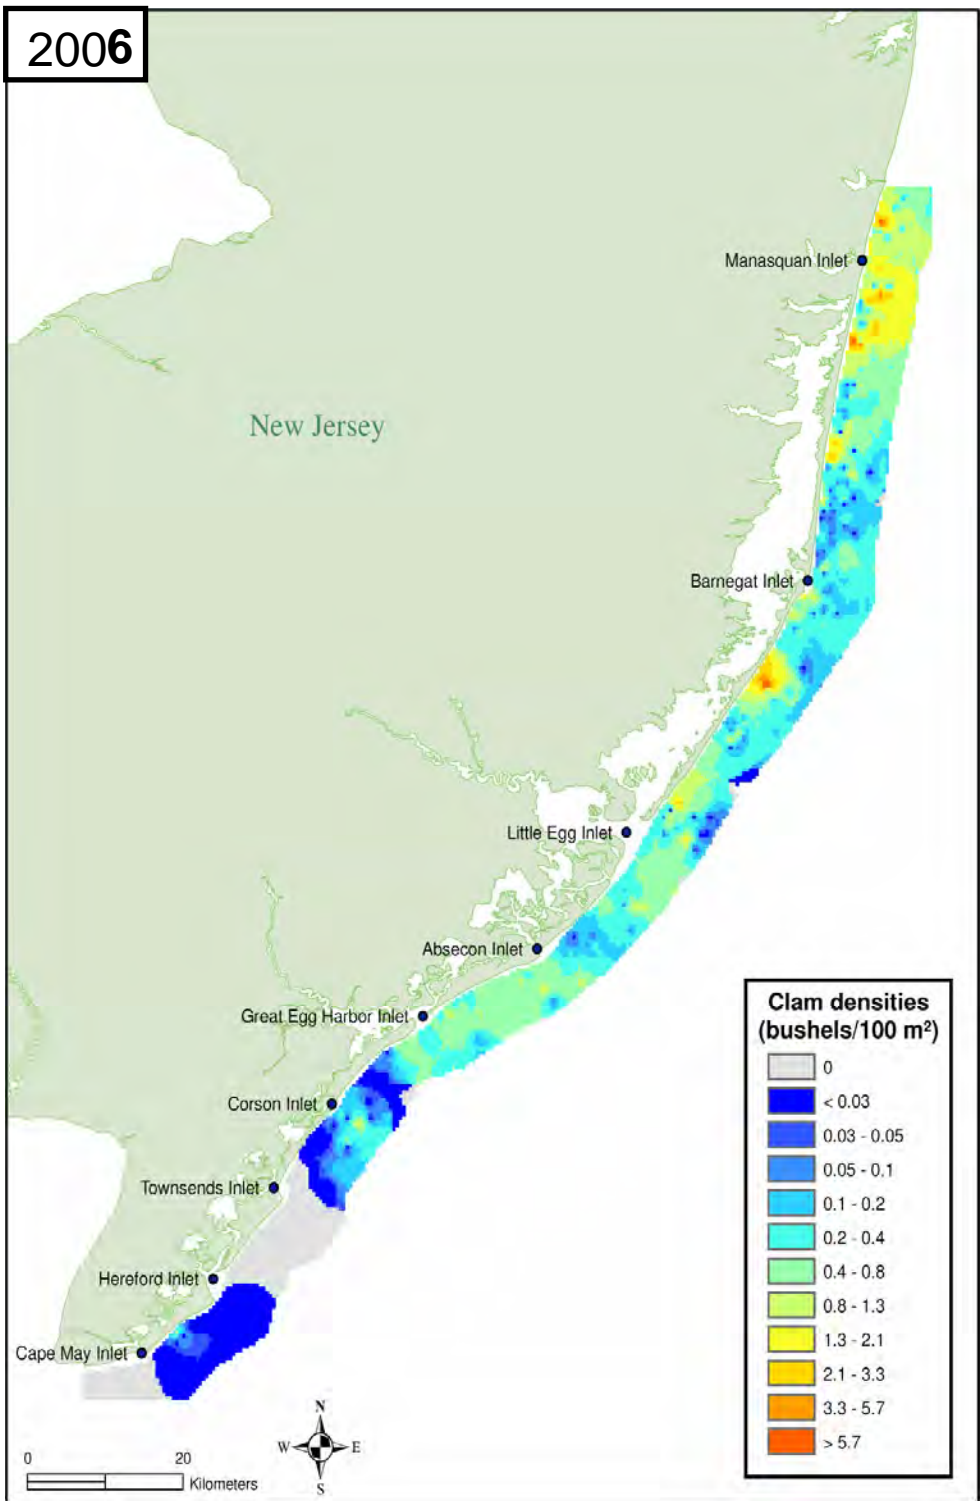 2006
Manasquan Inlet
New Jersey
Barnegat Inlet
Little Egg Inlet
Absecon Inlet
Great Egg Harbor Inlet
Corson Inlet
Townsends Inlet
Hereford Inlet
Cape May Inlet
Clam densities
(bushels/100 m²)
0
< 0.03
0.03 - 0.05
0.05 - 0.1
0.1 - 0.2
0.2 - 0.4
0.4 - 0.8
0.8 - 1.3
1.3 - 2.1
2.1 - 3.3
3.3 - 5.7
> 5.7
N
W E
S
0 20
Kilometers